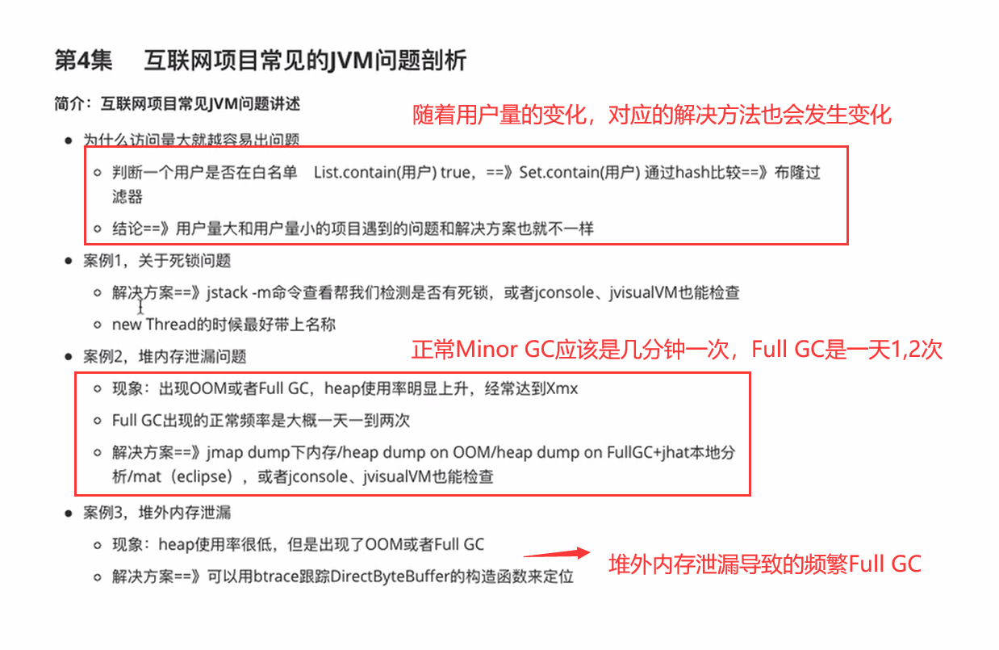 第4集 互联网项目常见的JVM问题剖析
简介：互联网项目常见JVM问题讲述
随着用户量的变化，对应的解决方法也会发生变化
为什么访问量大就越容易出问题
判断一个用户是否在白名单 List.contain(用户) true，==》Set.contain(用户) 通过hash比较==》布隆过
滤器
结论==》用户量大和用户量小的项目遇到的问题和解决方案也就不一样
案例1，关于死锁问题
解决方案==》jstack -m命令查看帮我们检测是否有死锁，或者jconsole、jvisualVM也能检查
new Thread的时候最好带上名称
正常Minor GC应该是几分钟一次，Full GC是一天1,2次
案例2，堆内存泄漏问题
现象：出现OOM或者Full GC，heap使用率明显上升，经常达到Xmx
Full GC出现的正常频率是大概一天一到两次
解决方案==》jmap dump下内存/heap dump on OOM/heap dump on FullGC+jhat本地分
析/mat（eclipse），或者jconsole、jvisualVM也能检查
案例3，堆外内存泄漏
现象：heap使用率很低，但是出现了OOM或者Full GC
堆外内存泄漏导致的频繁Full GC
解决方案==》可以用btrace跟踪DirectByteBuffer的构造函数来定位